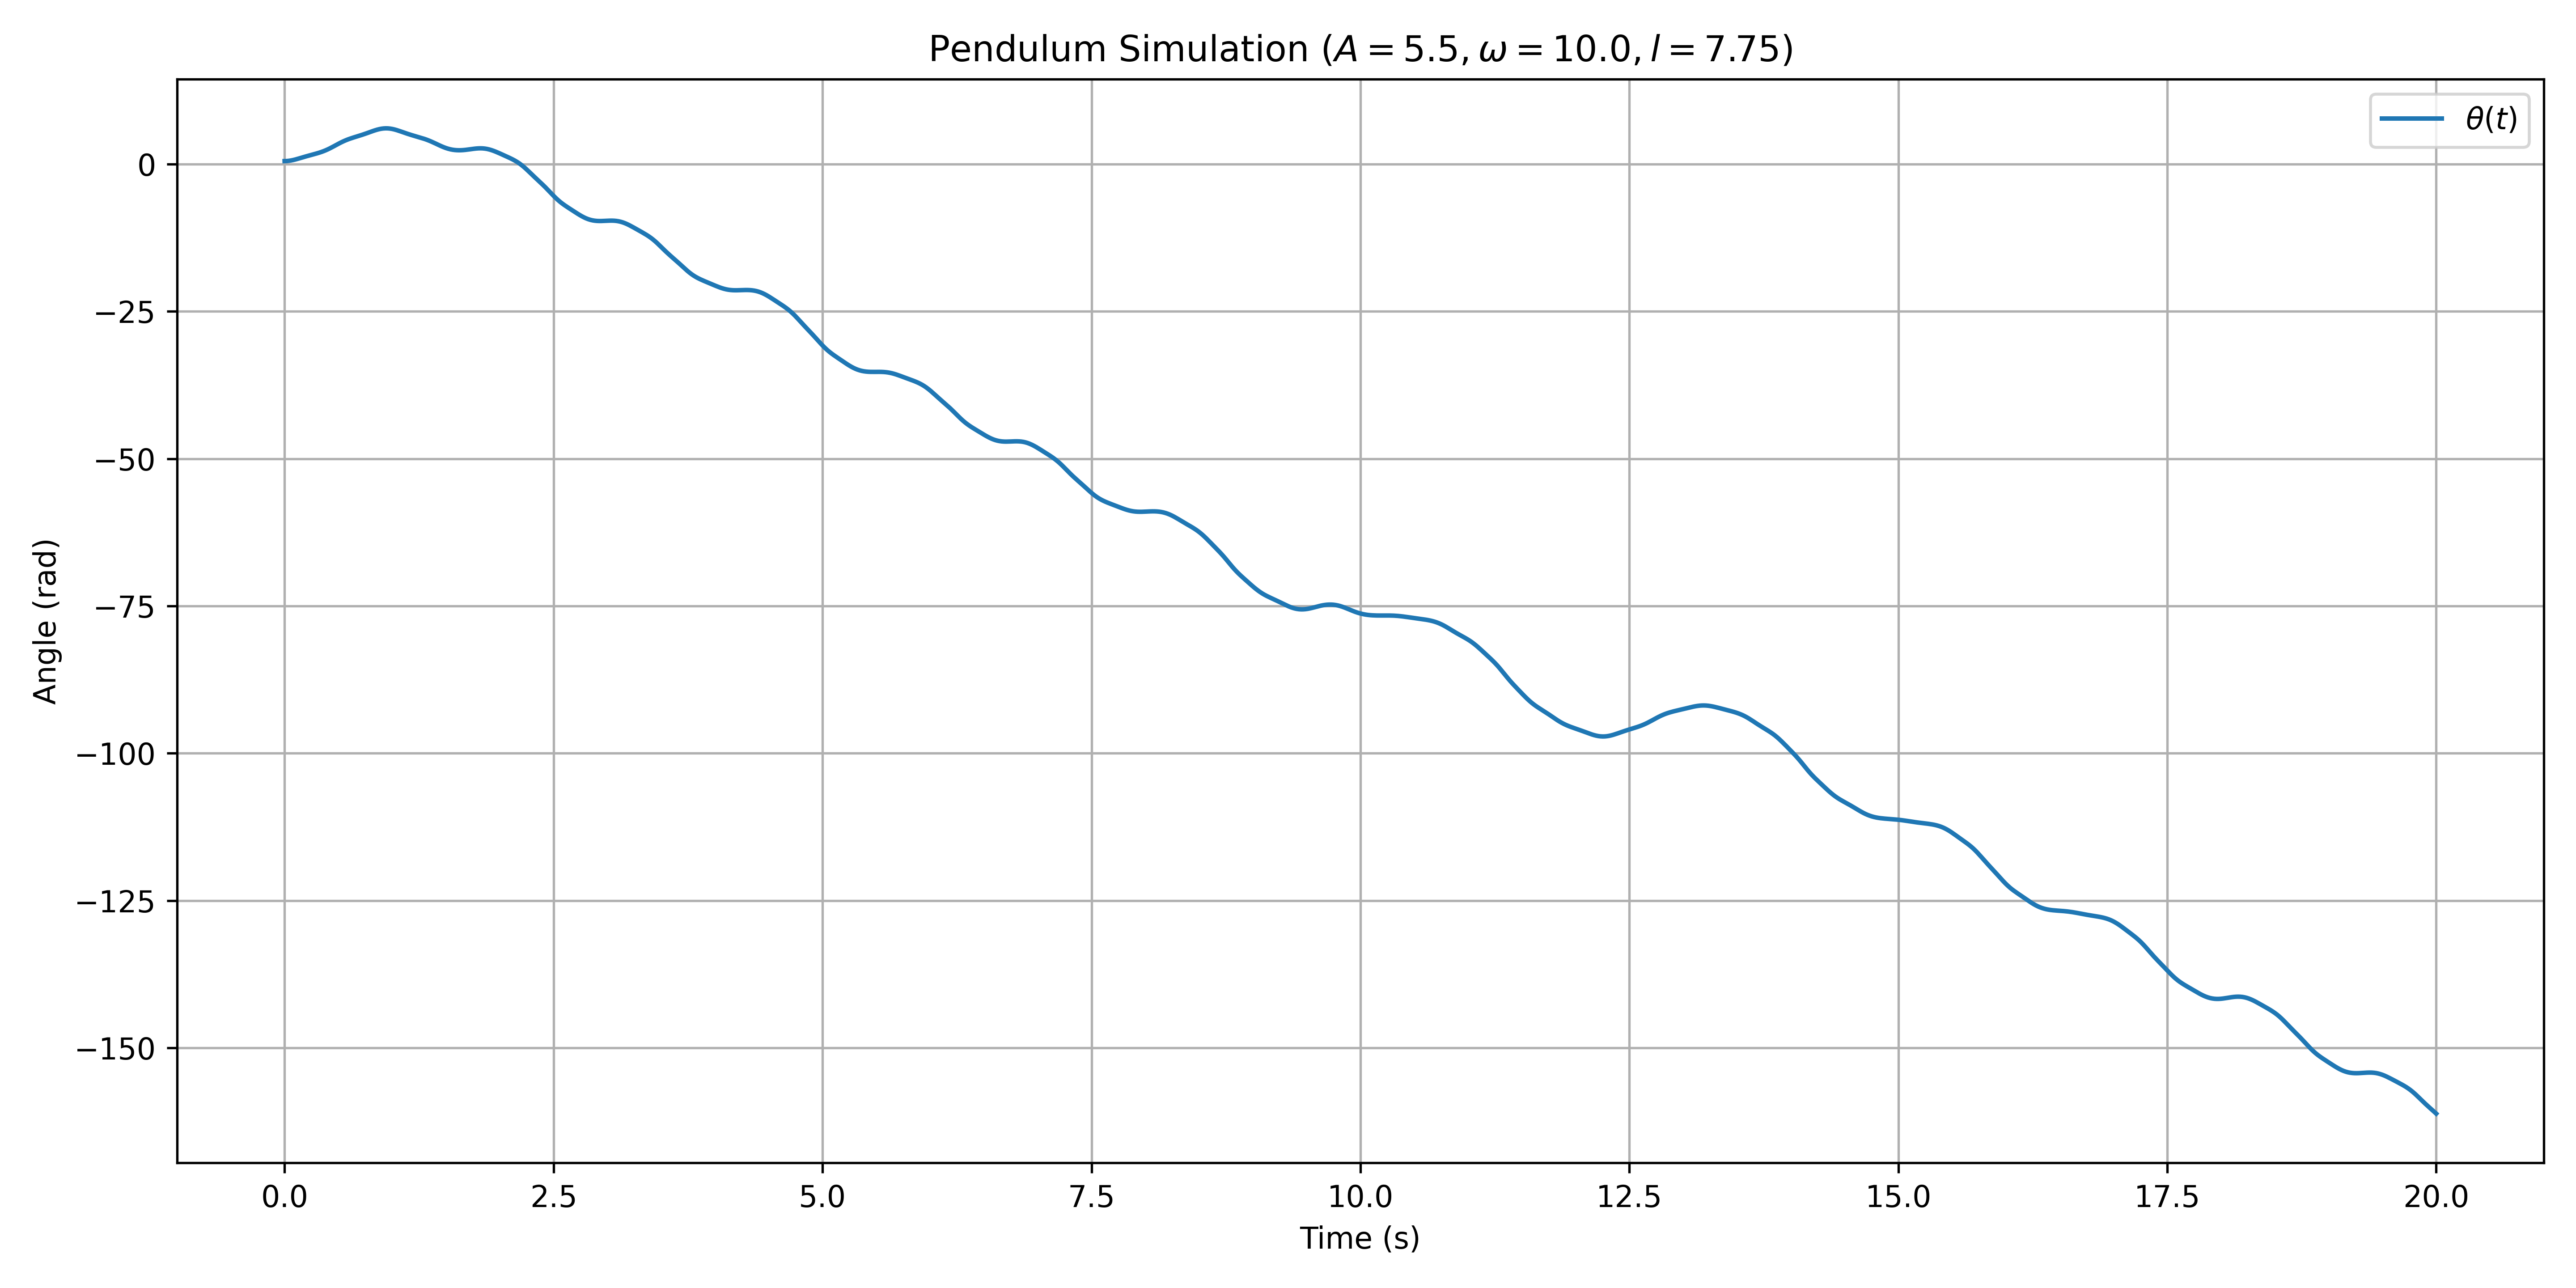 Pendulum Simulation (A = 5.5, ω = 10.0, l = 7.75)
θ(t)
0
−25
−50
−75
−100
−125
−150
Angle (rad)
0.0 2.5 5.0 7.5 10.0 12.5 15.0 17.5 20.0
Time (s)